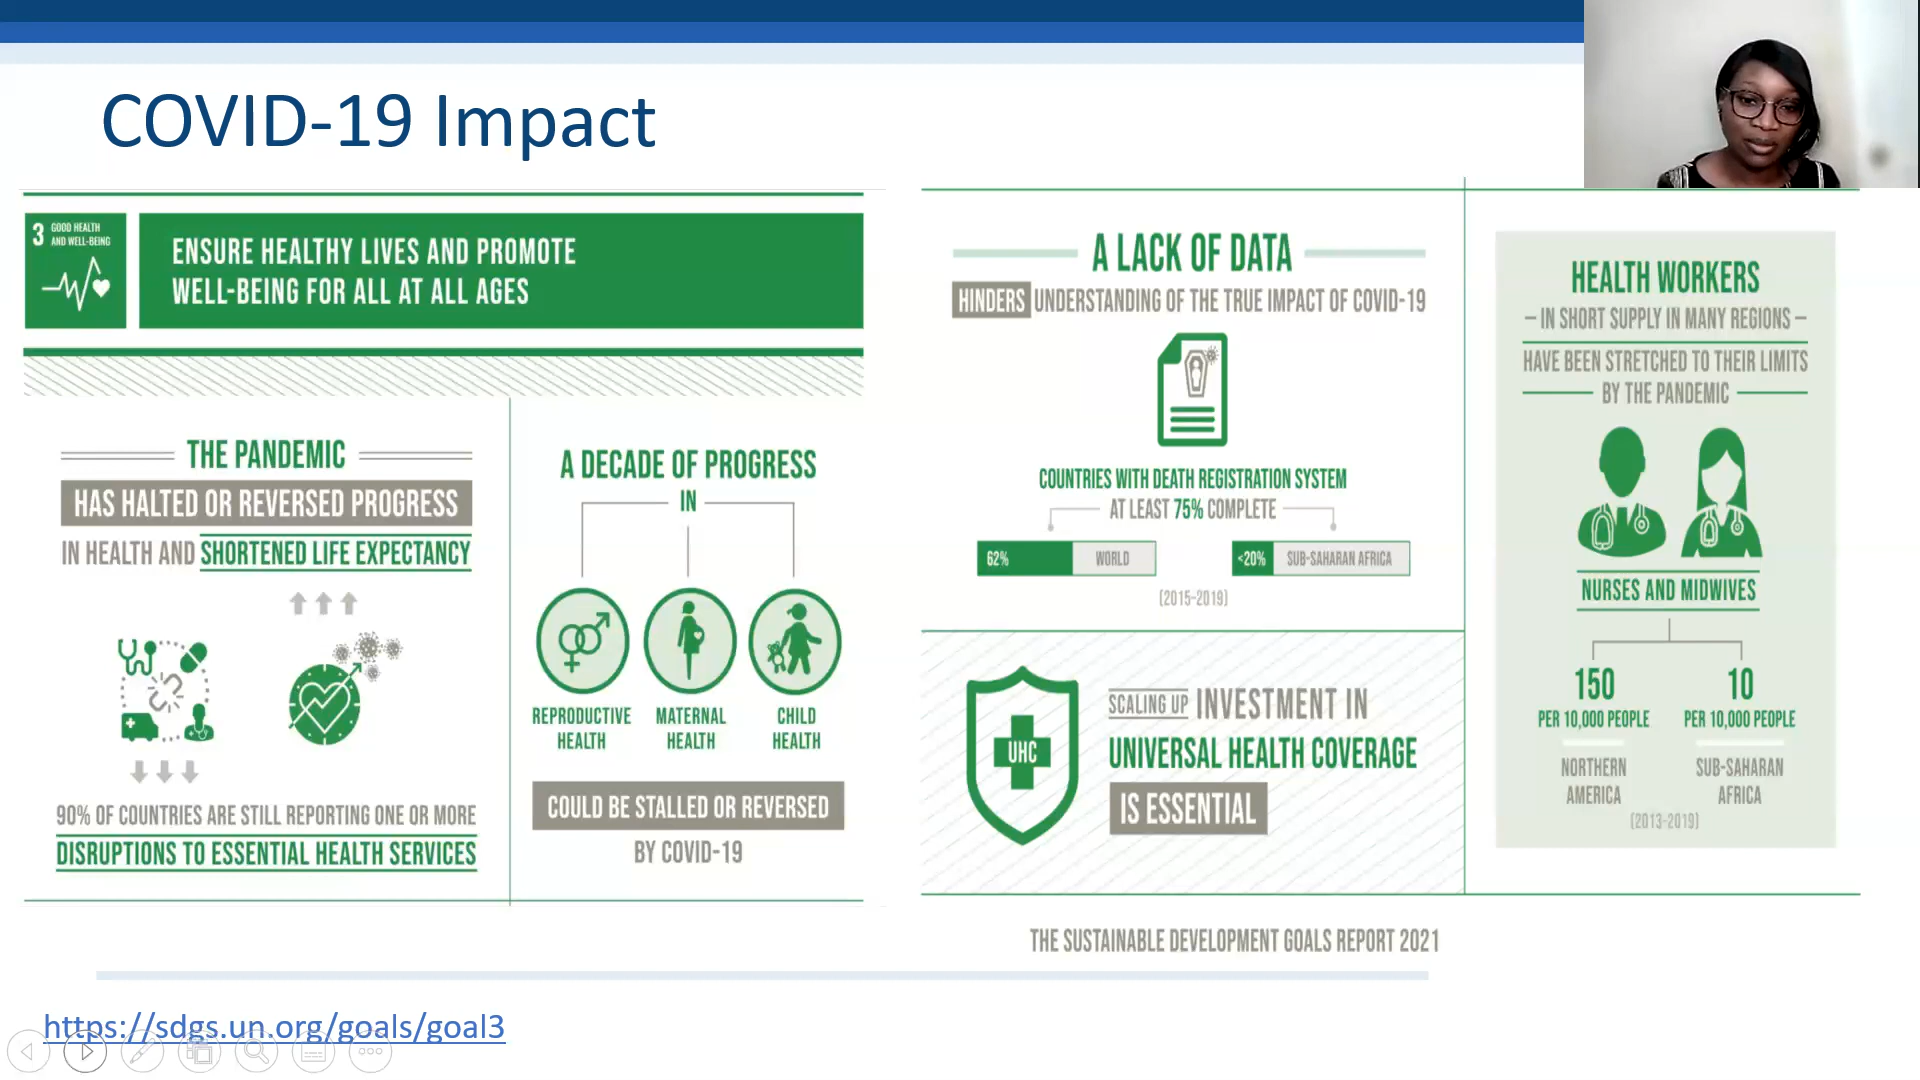 COVID-19 Impact
3 GOOD HEALTH
AND WELL-BEING
ENSURE HEALTHY LIVES AND PROMOTE
WELL-BEING FOR ALL AT ALL AGES
THE PANDEMIC
HAS HALTED OR REVERSED PROGRESS
IN HEALTH AND SHORTENED LIFE EXPECTANCY
90% OF COUNTRIES ARE STILL REPORTING ONE OR MORE
DISRUPTIONS TO ESSENTIAL HEALTH SERVICES
A DECADE OF PROGRESS
IN
REPRODUCTIVE
HEALTH
MATERNAL
HEALTH
CHILD
HEALTH
COULD BE STALLED OR REVERSED
BY COVID-19
A LACK OF DATA
HINDERS UNDERSTANDING OF THE TRUE IMPACT OF COVID-19
COUNTRIES WITH DEATH REGISTRATION SYSTEM
AT LEAST 75% COMPLETE
62% WORLD
<20% SUB-SAHARAN AFRICA
(2015-2019)
UHC
SCALING UP INVESTMENT IN
UNIVERSAL HEALTH COVERAGE
IS ESSENTIAL
HEALTH WORKERS
– IN SHORT SUPPLY IN MANY REGIONS –
HAVE BEEN STRETCHED TO THEIR LIMITS
BY THE PANDEMIC
NURSES AND MIDWIVES
150
PER 10,000 PEOPLE
NORTHERN
AMERICA
10
PER 10,000 PEOPLE
SUB-SAHARAN
AFRICA
(2013-2019)
THE SUSTAINABLE DEVELOPMENT GOALS REPORT 2021
https://sdgs.un.org/goals/goal3